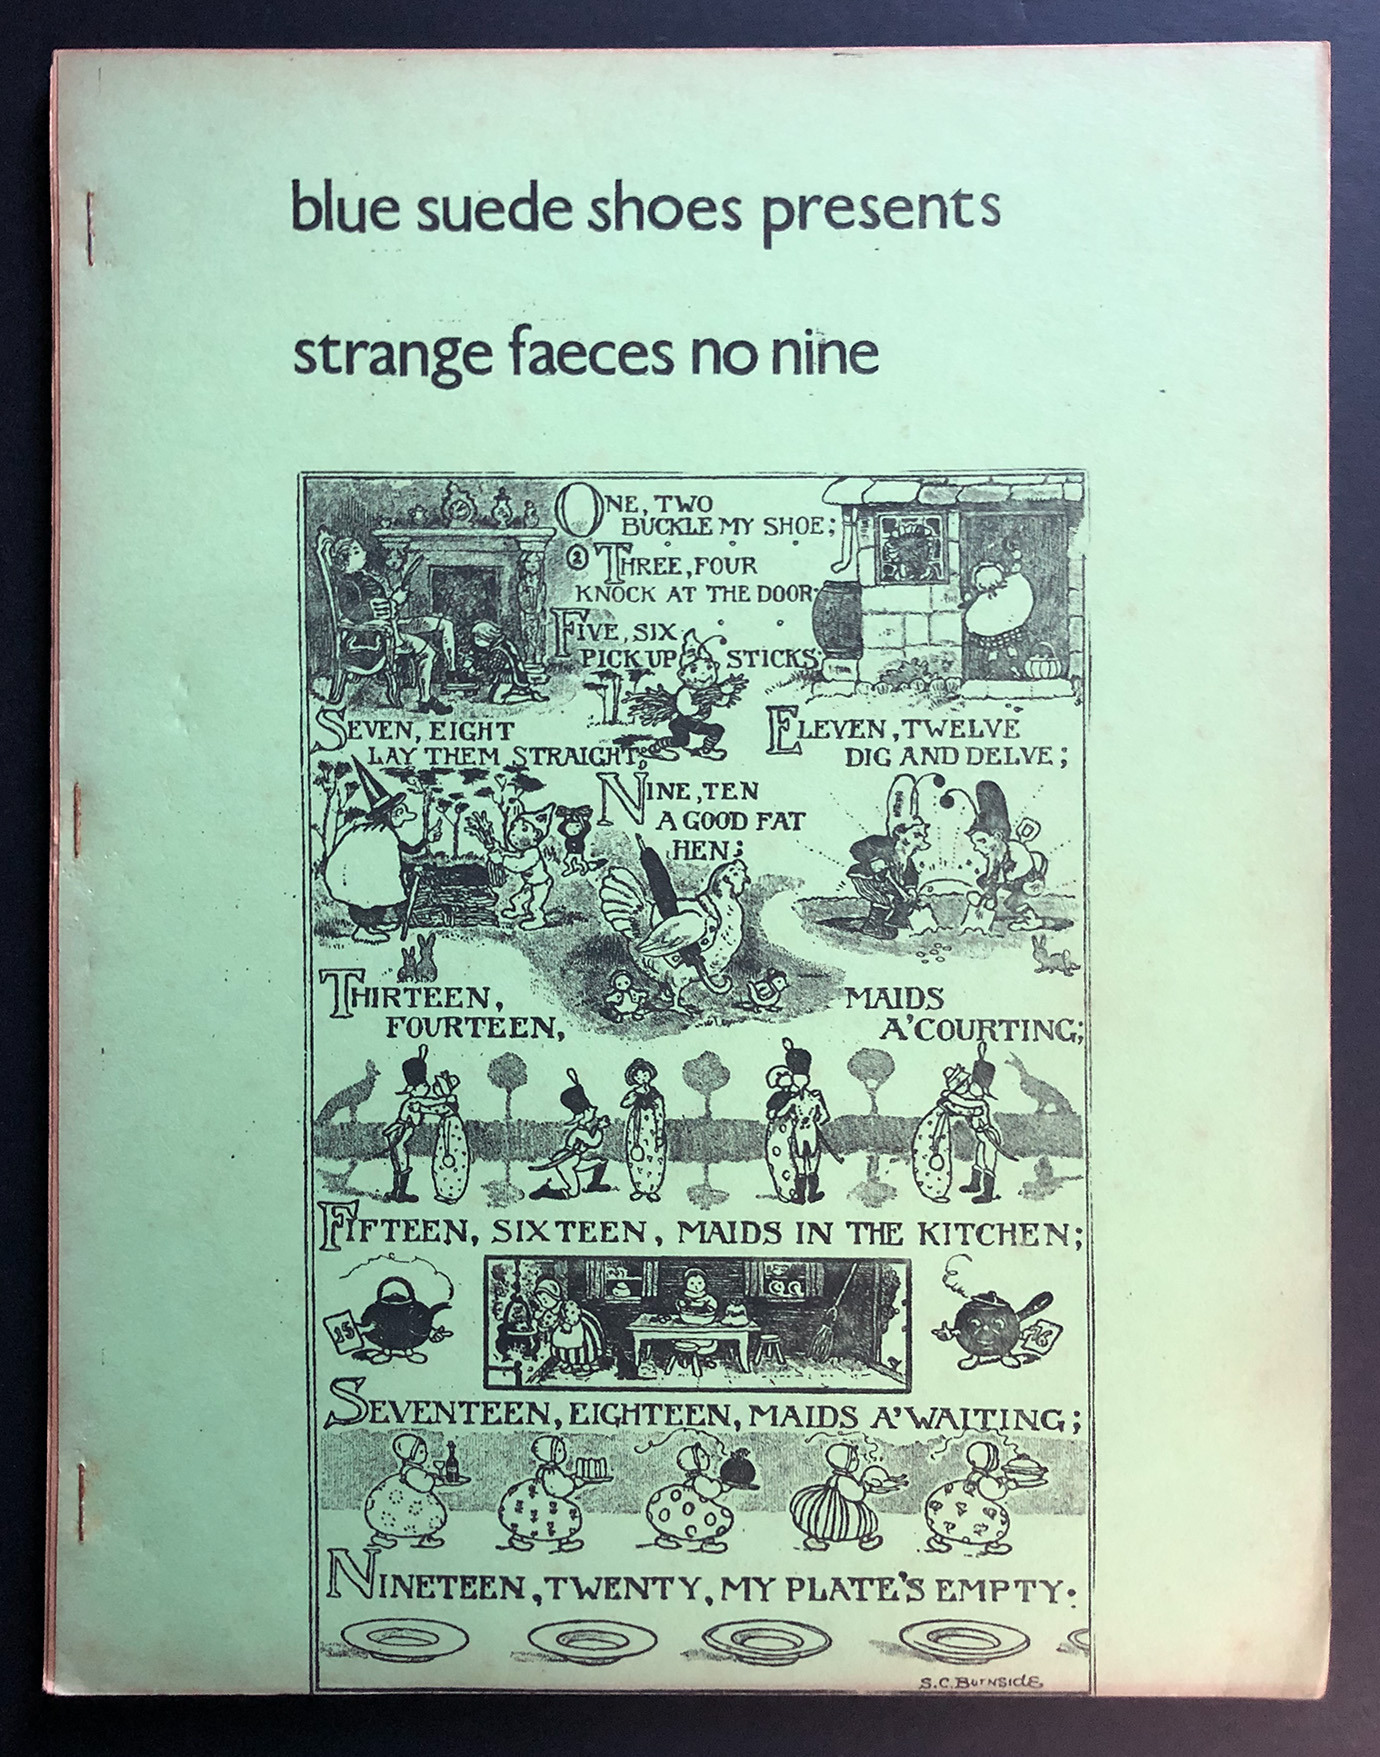 blue suede shoes presents
strange faeces no nine
ONE, TWO
BUCKLE MY SHOE;
2 THREE, FOUR
KNOCK AT THE DOOR;
FIVE, SIX
PICK UP STICKS;
SEVEN, EIGHT
LAY THEM STRAIGHT;
NINE, TEN
A GOOD FAT
HEN;
ELEVEN, TWELVE
DIG AND DELVE;
THIRTEEN, MAIDS
FOURTEEN, A'COURTING;
FIFTEEN, SIXTEEN, MAIDS IN THE KITCHEN;
15
16
SEVENTEEN, EIGHTEEN, MAIDS A'WAITING;
NINETEEN, TWENTY, MY PLATE'S EMPTY.
S.C. BURNSIDE